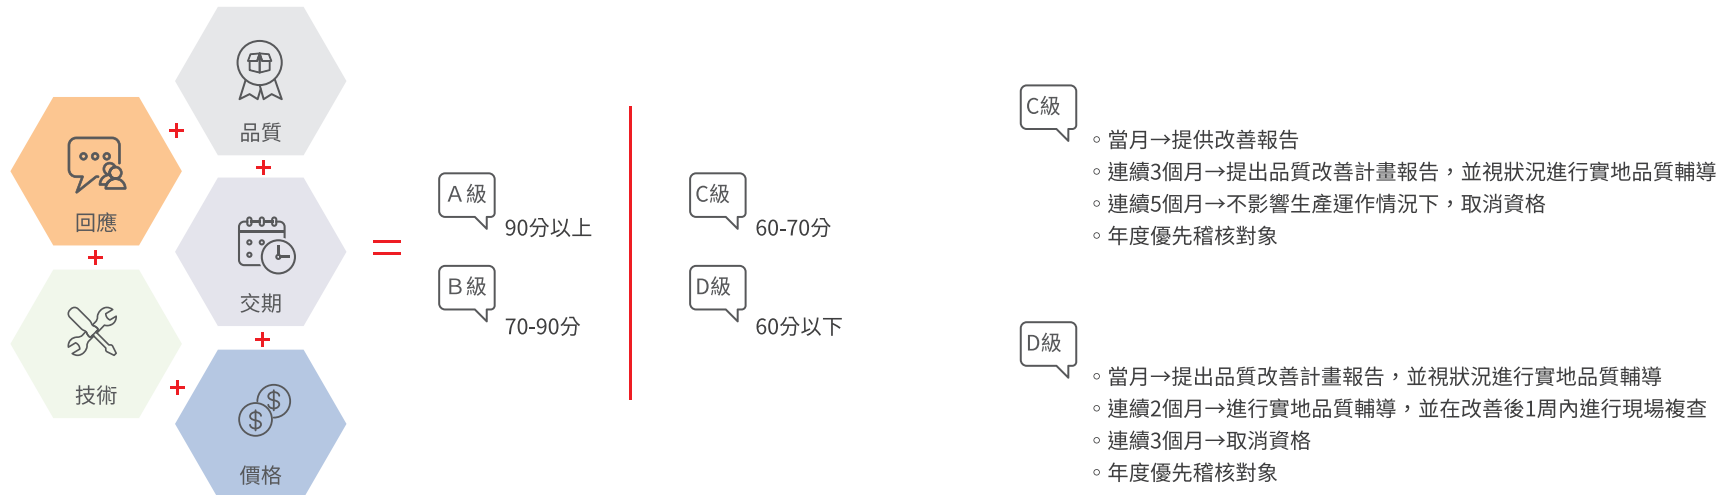 品質
回應
交期
技術
價格
A級
90分以上
B級
70-90分
C級
60-70分
D級
60分以下
C級
◦ 當月→提供改善報告
◦ 連續3個月→提出品質改善計畫報告，並視狀況進行實地品質輔導
◦ 連續5個月→不影響生產運作情況下，取消資格
◦ 年度優先稽核對象
D級
◦ 當月→提出品質改善計畫報告，並視狀況進行實地品質輔導
◦ 連續2個月→進行實地品質輔導，並在改善後1周內進行現場複查
◦ 連續3個月→取消資格
◦ 年度優先稽核對象